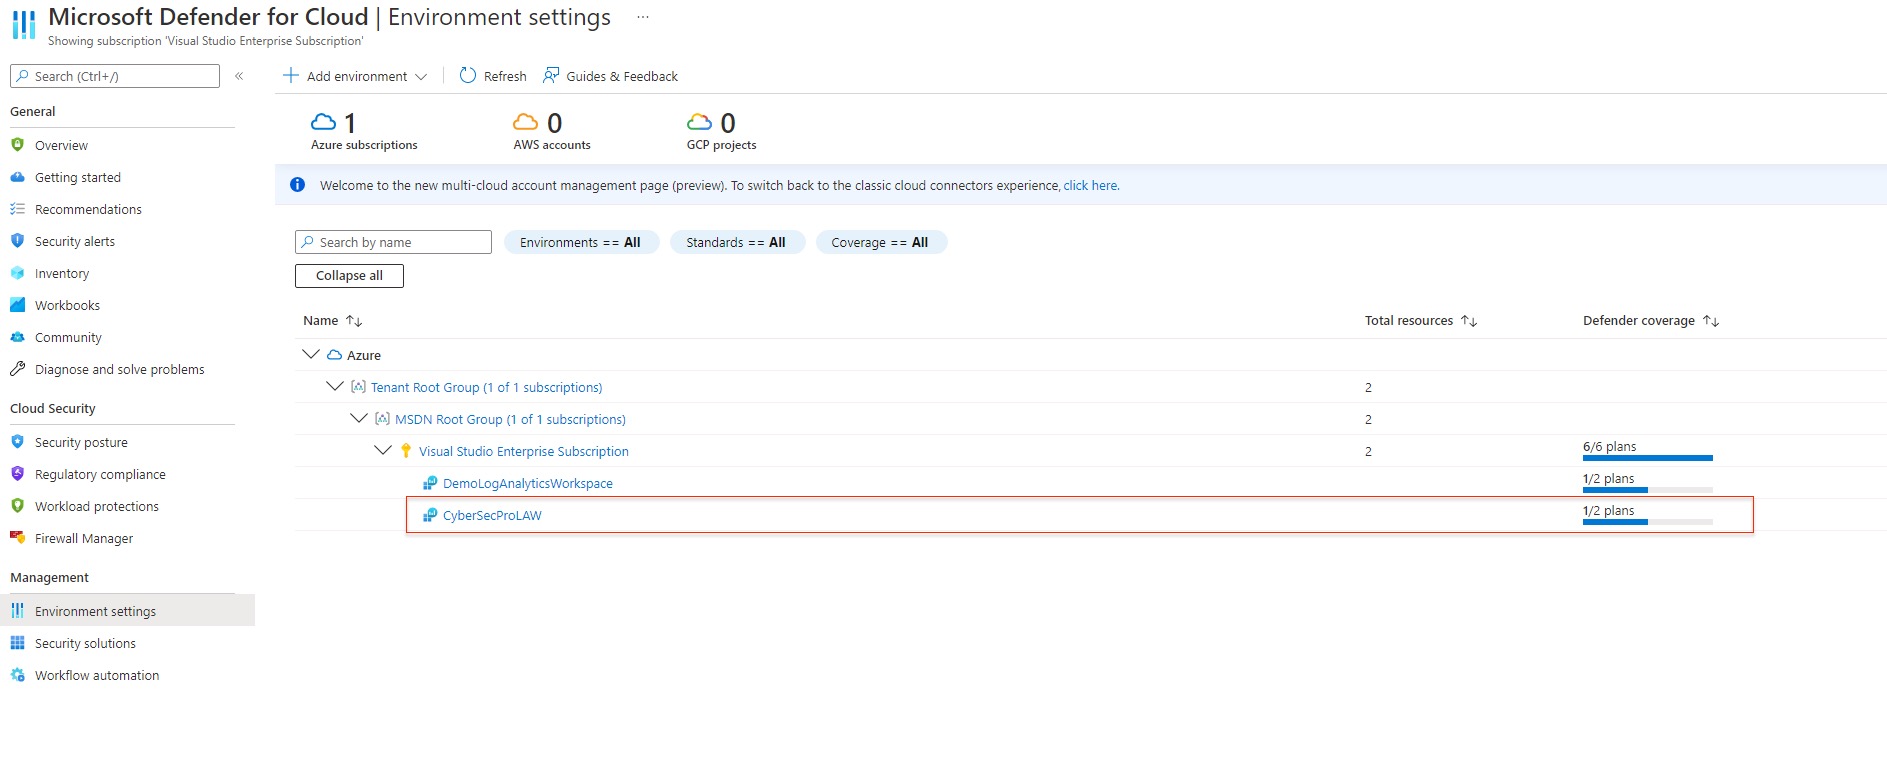 Microsoft Defender for Cloud | Environment settings ...
Showing subscription 'Visual Studio Enterprise Subscription'
Search (Ctrl+/)
«
General
Overview
Getting started
Recommendations
Security alerts
Inventory
Workbooks
Community
Diagnose and solve problems
Cloud Security
Security posture
Regulatory compliance
Workload protections
Firewall Manager
Management
Environment settings
Security solutions
Workflow automation
Add environment
Refresh
Guides & Feedback
1
Azure subscriptions
0
AWS accounts
0
GCP projects
Welcome to the new multi-cloud account management page (preview). To switch back to the classic cloud connectors experience, click here.
Search by name
Environments == All
Standards == All
Coverage == All
Collapse all
Name ↑↓ Total resources ↑↓ Defender coverage ↑↓
Azure
Tenant Root Group (1 of 1 subscriptions) 2
MSDN Root Group (1 of 1 subscriptions) 2
Visual Studio Enterprise Subscription 2 6/6 plans
DemoLogAnalyticsWorkspace 1/2 plans
CyberSecProLAW 1/2 plans